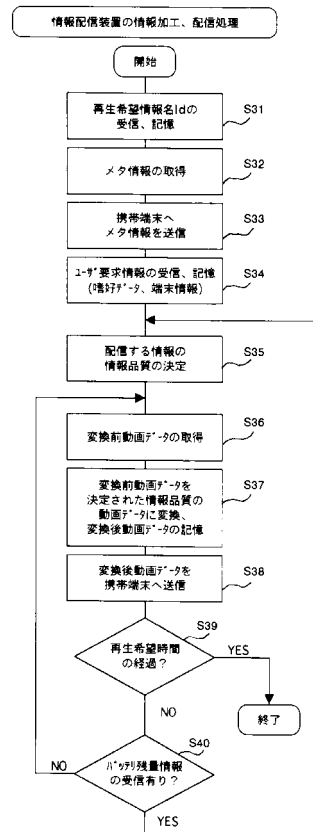 情報配信装置の情報加工、配信処理
開始
再生希望情報名Idの
受信、記憶
S31
メタ情報の取得
S32
携帯端末へ
メタ情報を送信
S33
ユーザ要求情報の受信、記憶
(嗜好データ、端末情報)
S34
配信する情報の
情報品質の決定
S35
変換前動画データの取得
S36
変換前動画データを
決定された情報品質の
動画データに変換、
変換後動画データの記憶
S37
変換後動画データを
携帯端末へ送信
S38
再生希望時間
の経過？
S39
YES
NO
終了
バッテリ残量情報
の受信有り？
S40
NO
YES